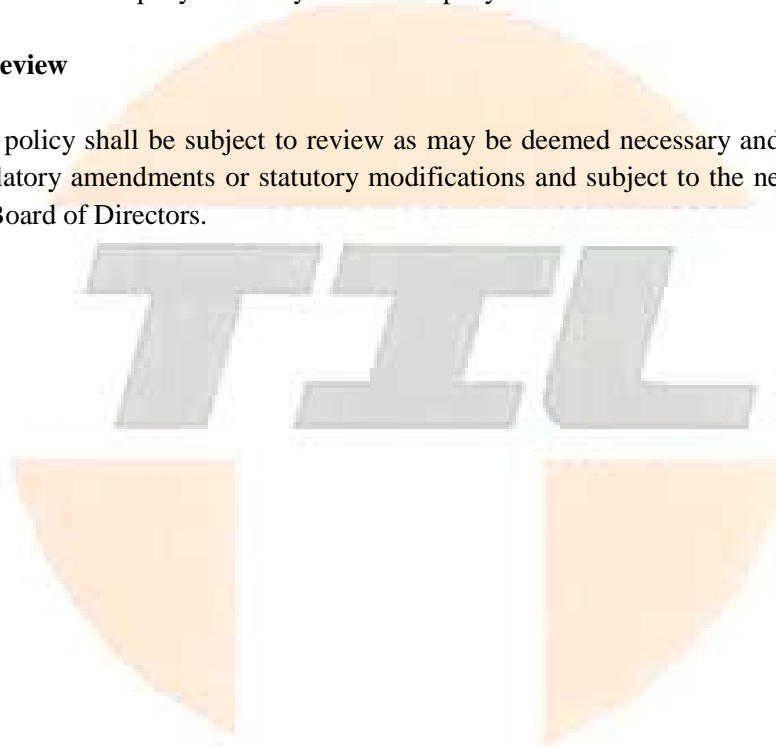 eview
policy shall be subject to review as may be deemed necessary and
latory amendments or statutory modifications and subject to the ne
Board of Directors.
TIL